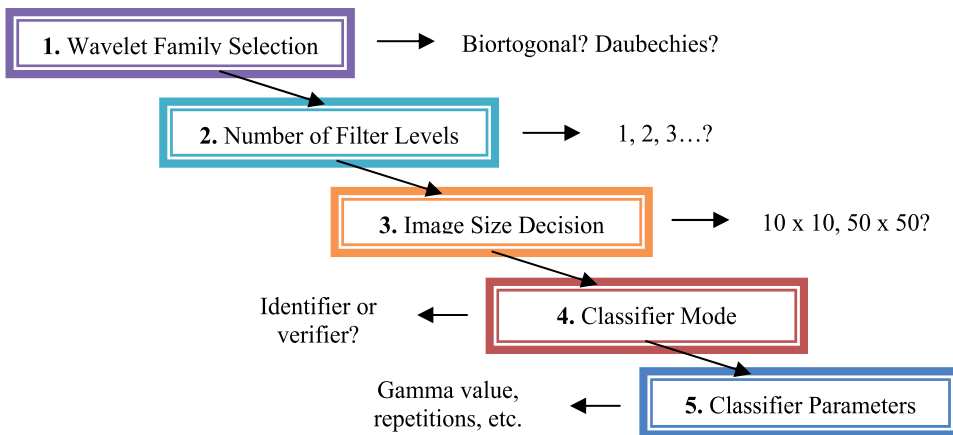 1. Wavelet Family Selection
Biortogonal? Daubechies?
2. Number of Filter Levels
1, 2, 3…?
3. Image Size Decision
10 x 10, 50 x 50?
Identifier or
verifier?
4. Classifier Mode
Gamma value,
repetitions, etc.
5. Classifier Parameters